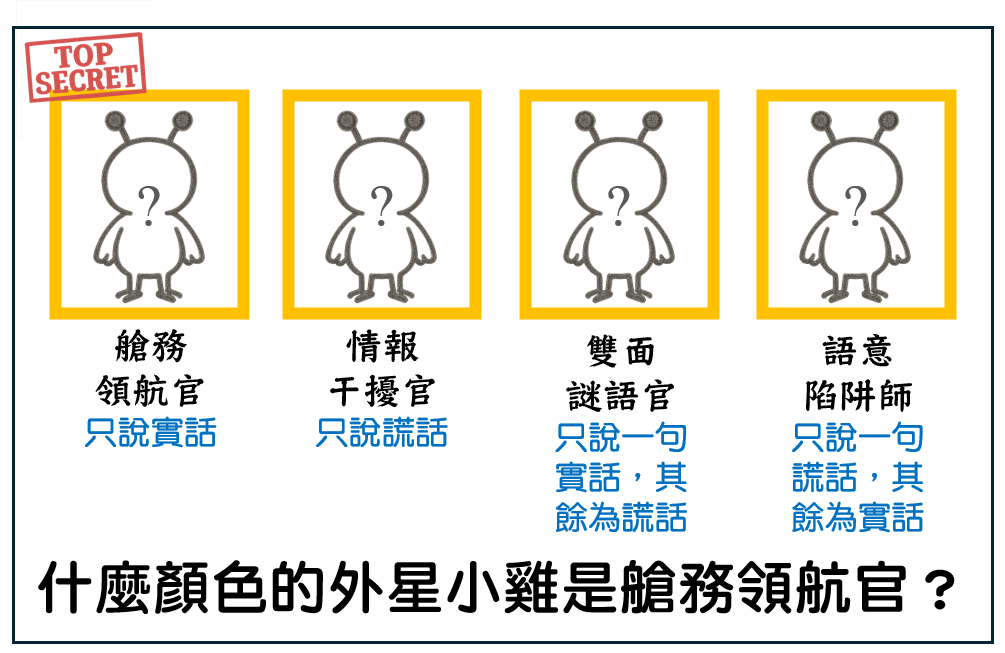 TOP
SECRET
?
?
?
?
艙務
領航官
只說實話
情報
干擾官
只說謊話
雙面
謎語官
只說一句
實話，其
餘為謊話
語意
陷阱師
只說一句
謊話，其
餘為實話
什麼顏色的外星小雞是艙務領航官？